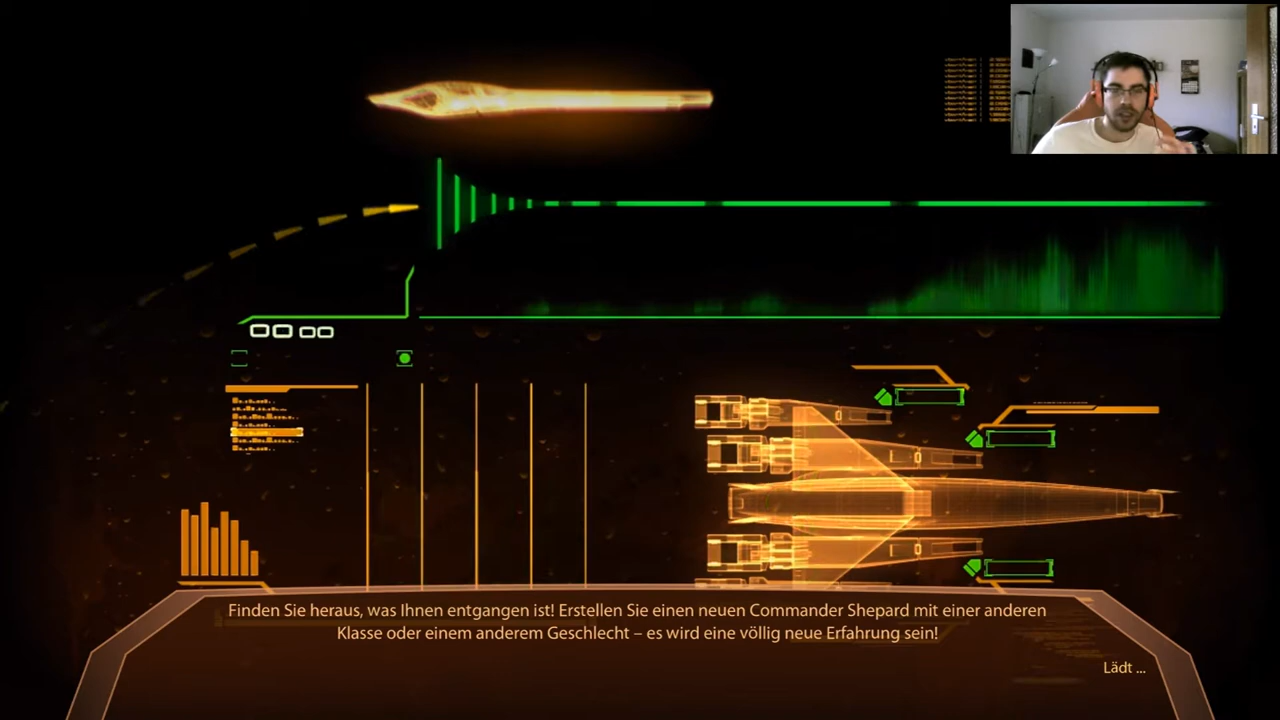 Finden Sie heraus, was Ihnen entgangen ist! Erstellen Sie einen neuen Commander Shepard mit einer anderen
Klasse oder einem anderem Geschlecht – es wird eine völlig neue Erfahrung sein!
Lädt ...